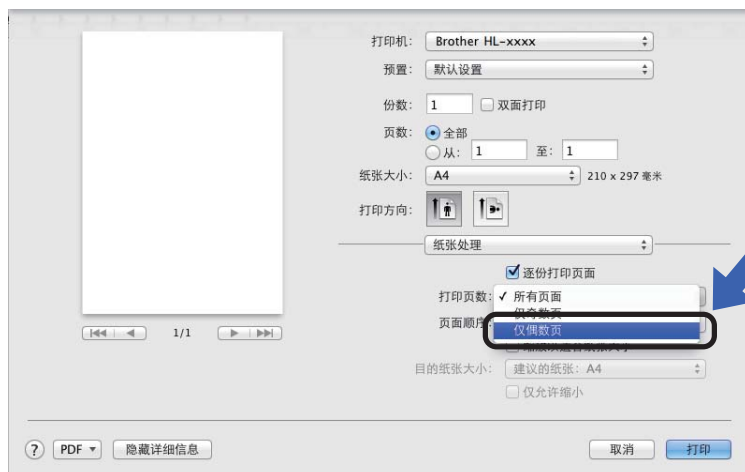 打印机: Brother HL-xxxx
预置: 默认设置
份数: 1 双面打印
页数: 全部
从: 1 至: 1
纸张大小: A4 210 x 297 毫米
打印方向:
纸张处理
逐份打印页面
打印页数: ✓ 所有页面
仅奇数页
页面顺序:
仅偶数页
1/1
目的纸张大小: 建议的纸张: A4
仅允许缩小
? PDF 隐藏详细信息 取消 打印